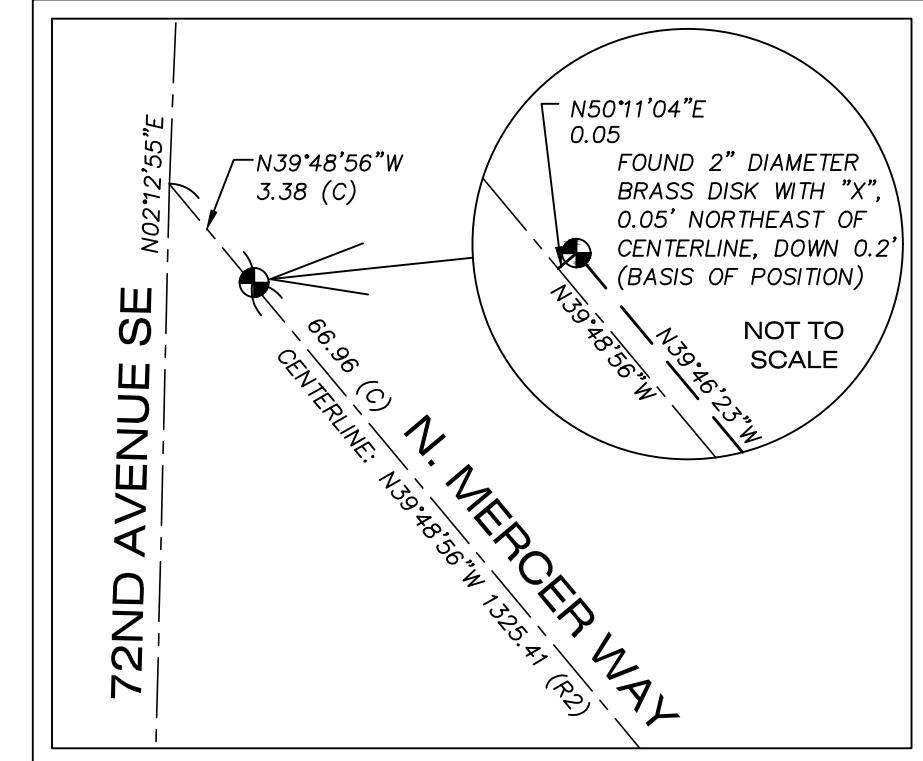 N02°12'55"E
72ND AVENUE SE
N39°48'56"W
3.38 (C)
66.96 (C)
CENTERLINE: N39°48'56"W 1325.41 (R2)
N. MERCER WAY
N50°11'04"E
0.05
FOUND 2" DIAMETER
BRASS DISK WITH "X",
0.05' NORTHEAST OF
CENTERLINE, DOWN 0.2'
(BASIS OF POSITION)
NOT TO
SCALE
N39°48'56"W
N39°46'23"W